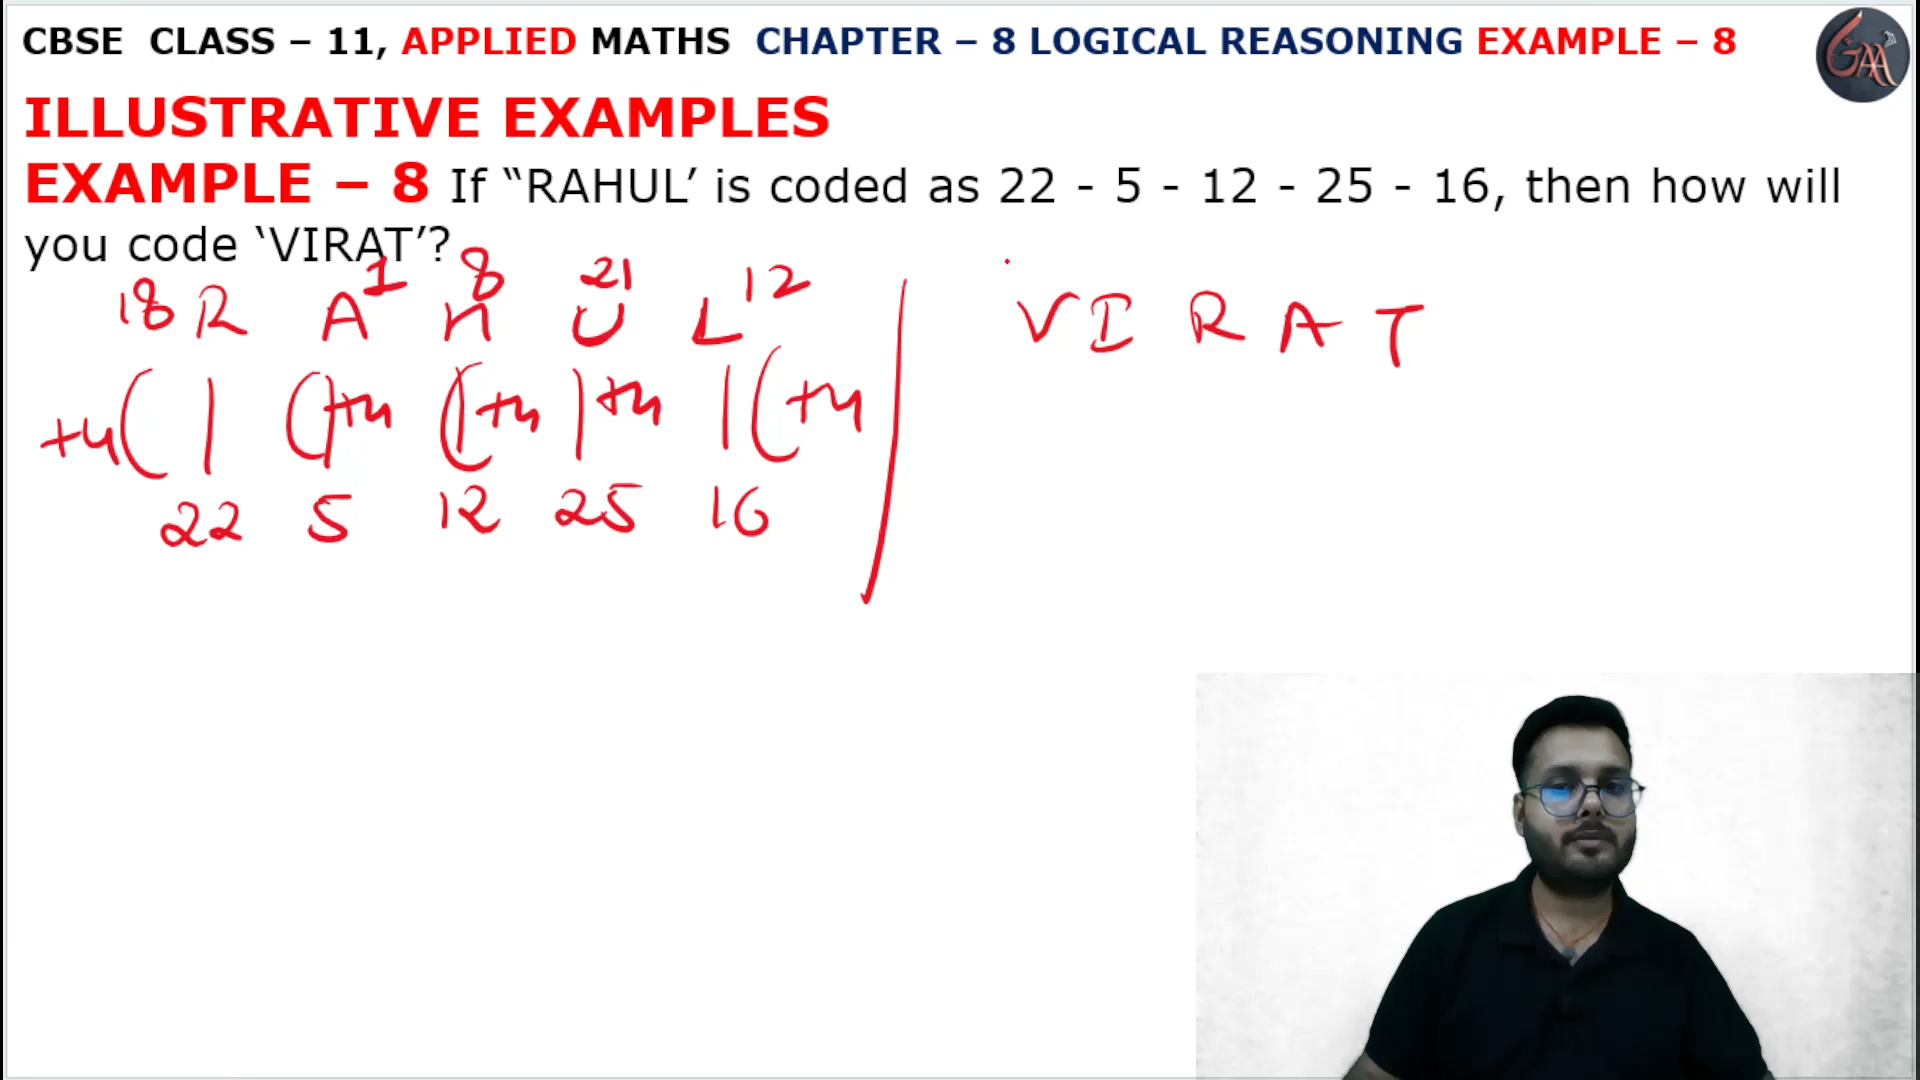 CBSE CLASS – 11, APPLIED MATHS CHAPTER – 8 LOGICAL REASONING EXAMPLE – 8
GAA
ILLUSTRATIVE EXAMPLES
EXAMPLE – 8 If “RAHUL’ is coded as 22 - 5 - 12 - 25 - 16, then how will
you code ‘VIRAT’?
18 R A 1 H 8 U 21 L 12 V I R A T
+4 +4 +4 +4 +4
22 5 12 25 16